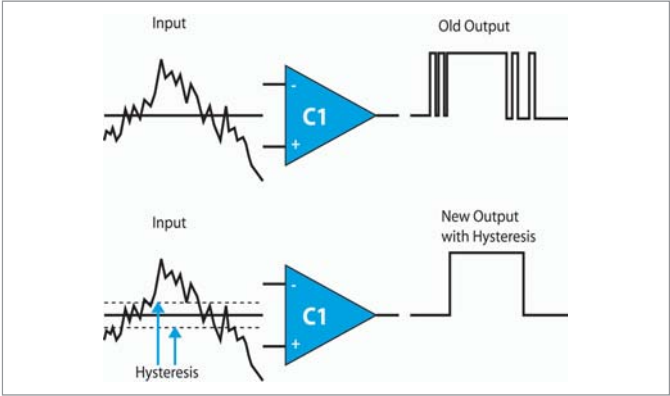 Input
Old Output
-
C1
+
Input
New Output
with Hysteresis
-
C1
+
Hysteresis